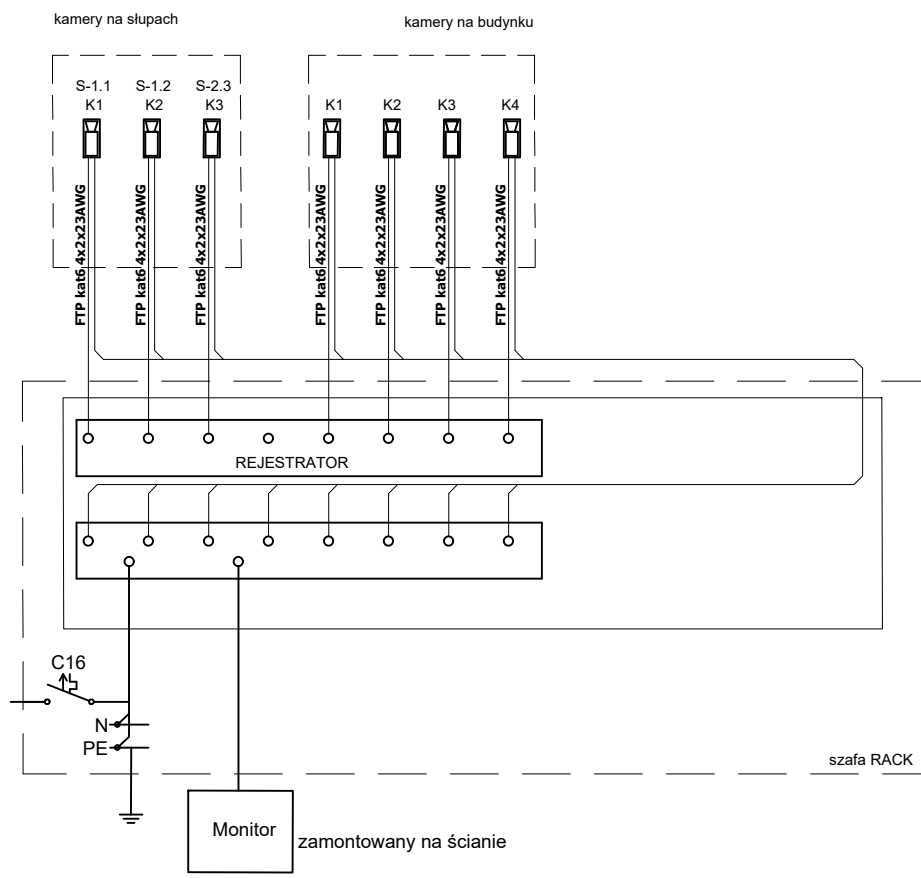 kamery na słupach
kamery na budynku
S-1.1 S-1.2 S-2.3
K1 K2 K3 K1 K2 K3 K4
FTP kat6 4x2x23AWG
FTP kat6 4x2x23AWG
FTP kat6 4x2x23AWG
FTP kat6 4x2x23AWG
FTP kat6 4x2x23AWG
FTP kat6 4x2x23AWG
FTP kat6 4x2x23AWG
REJESTRATOR
C16
N
PE
szafa RACK
Monitor
zamontowany na ścianie